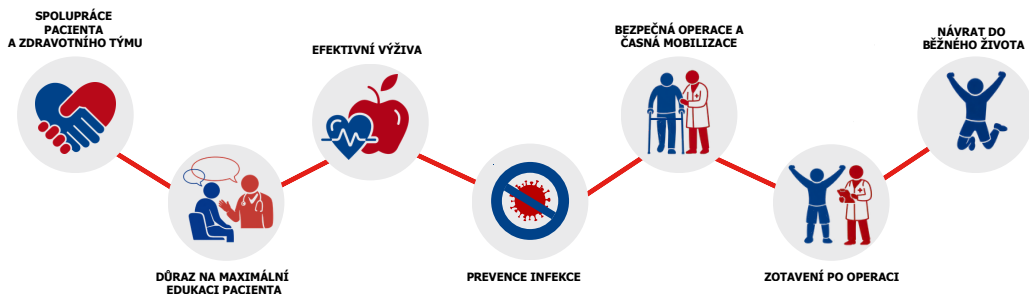 SPOLUPRÁCE
PACIENTA
A ZDRAVOTNÍHO TÝMU
DŮRAZ NA MAXIMÁLNÍ
EDUKACI PACIENTA
EFEKTIVNÍ VÝŽIVA
PREVENCE INFEKCE
BEZPEČNÁ OPERACE A
ČASNÁ MOBILIZACE
ZOTAVENÍ PO OPERACI
NÁVRAT DO
BĚŽNÉHO ŽIVOTA